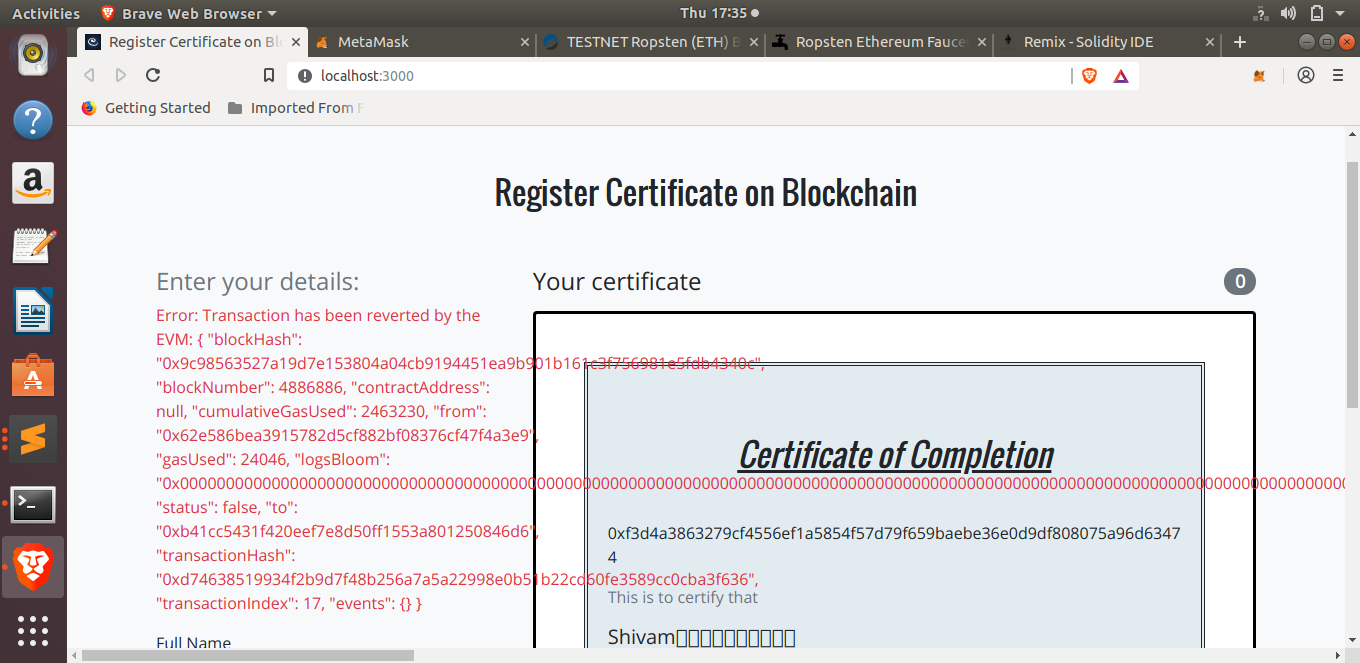 Activities Brave Web Browser Thu 17:35
Register Certificate on Bl MetaMask TESTNET Ropsten (ETH) B Ropsten Ethereum Fauce Remix - Solidity IDE
localhost:3000
Getting Started Imported From F
Register Certificate on Blockchain
Enter your details:
Error: Transaction has been reverted by the
EVM: { "blockHash":
"0x9c98563527a19d7e153804a04cb9194451ea9b901b161c3f756981e5fdb4340c",
"blockNumber": 4886886, "contractAddress":
null, "cumulativeGasUsed": 2463230, "from":
"0x62e586bea3915782d5cf882bf08376cf47f4a3e9",
"gasUsed": 24046, "logsBloom":
"status": false, "to":
"0xb41cc5431f420eef7e8d50ff1553a801250846d6",
"transactionHash":
"0xd74638519934f2b9d7f48b256a7a5a22998e0b51b22cd60fe3589cc0cba3f636",
"transactionIndex": 17, "events": {} }
Full Name
Your certificate 0
Certificate of Completion
0xf3d4a3863279cf4556ef1a5854f57d79f659baebe36e0d9df808075a96d6347
4
This is to certify that
Shivam